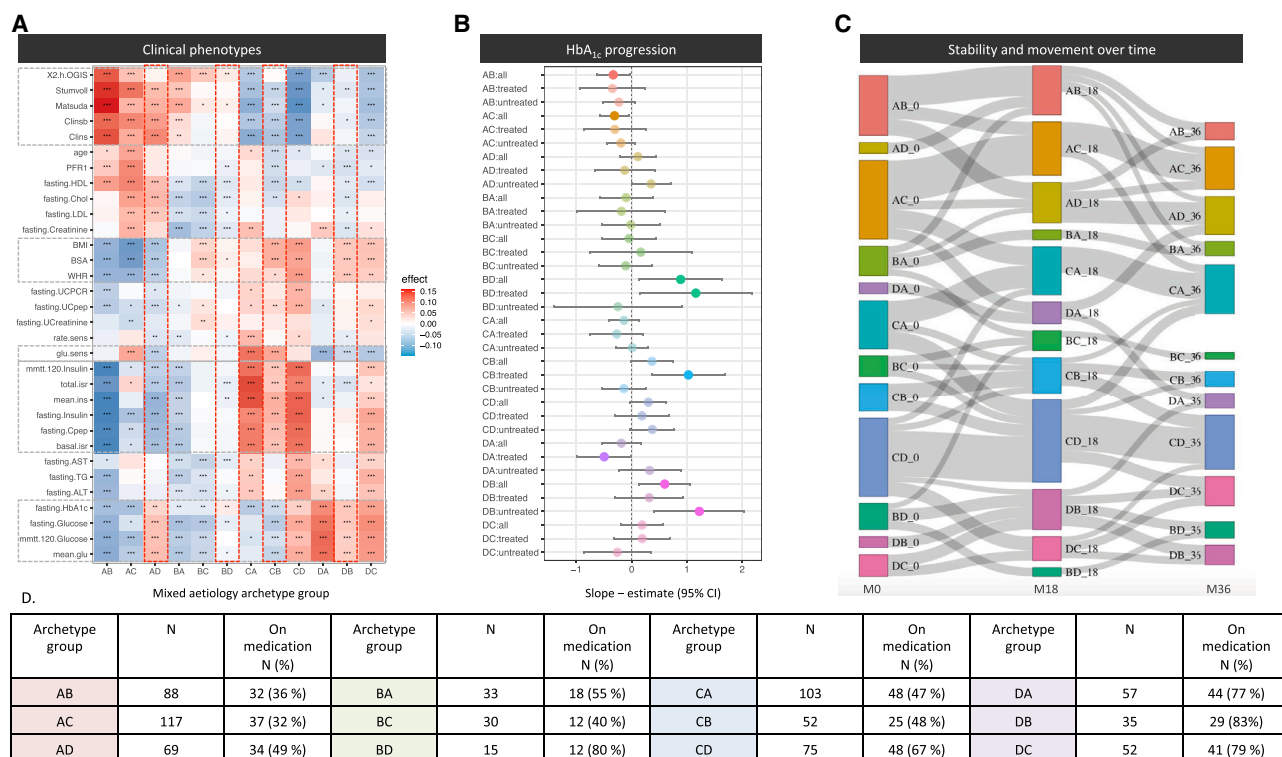 A
B
C
Clinical phenotypes
HbA1c progression
Stability and movement over time
X2.h.OGIS
Stumvoll
Matsuda
Clinsb
Clins
age
PFR1
fasting.HDL
fasting.Chol
fasting.LDL
fasting.Creatinine
BMI
BSA
WHR
fasting.UCPCR
fasting.UCpep
fasting.UCreatinine
rate.sens
glu.sens
mmtt.120.Insulin
total.isr
mean.ins
fasting.Insulin
fasting.Cpep
basal.isr
fasting.AST
fasting.TG
fasting.ALT
fasting.HbA1c
fasting.Glucose
mmtt.120.Glucose
mean.glu
AB AC AD BA BC BD CA CB CD DA DB DC
Mixed aetiology archetype group
effect
0.15
0.10
0.05
0.00
−0.05
−0.10
AB:all
AB:treated
AB:untreated
AC:all
AC:treated
AC:untreated
AD:all
AD:treated
AD:untreated
BA:all
BA:treated
BA:untreated
BC:all
BC:treated
BC:untreated
BD:all
BD:treated
BD:untreated
CA:all
CA:treated
CA:untreated
CB:all
CB:treated
CB:untreated
CD:all
CD:treated
CD:untreated
DA:all
DA:treated
DA:untreated
DB:all
DB:treated
DB:untreated
DC:all
DC:treated
DC:untreated
−1 0 1 2
Slope – estimate (95% CI)
AB_0
AD_0
AC_0
BA_0
DA_0
CA_0
BC_0
CB_0
CD_0
BD_0
DB_0
DC_0
M0
AB_18
AC_18
AD_18
BA_18
CA_18
DA_18
BC_18
CB_18
CD_18
DB_18
DC_18
BD_18
M18
AB_36
AC_36
AD_36
BA_36
CA_36
BC_36
CB_36
DA_36
CD_36
DC_36
BD_36
DB_36
M36
D.
Archetype group N On medication N (%) Archetype group N On medication N (%) Archetype group N On medication N (%) Archetype group N On medication N (%)
AB 88 32 (36 %) BA 33 18 (55 %) CA 103 48 (47 %) DA 57 44 (77 %)
AC 117 37 (32 %) BC 30 12 (40 %) CB 52 25 (48 %) DB 35 29 (83%)
AD 69 34 (49 %) BD 15 12 (80 %) CD 75 48 (67 %) DC 52 41 (79 %)